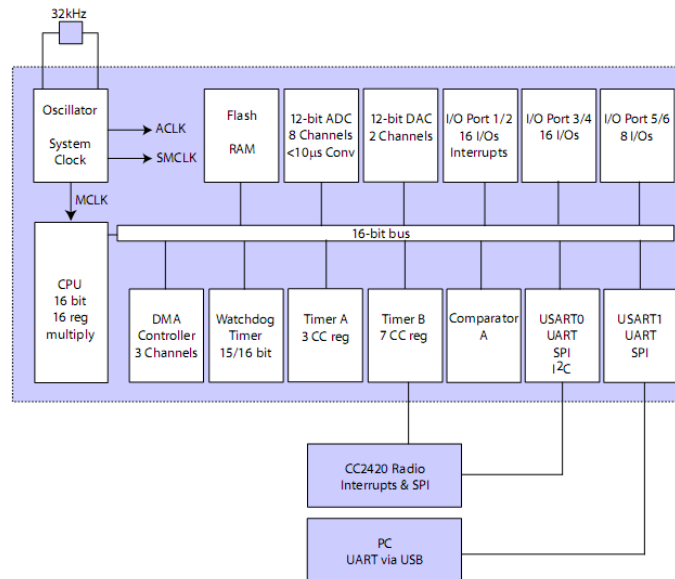 32kHz
Oscillator
System
Clock
ACLK
SMCLK
MCLK
Flash
RAM
12-bit ADC
8 Channels
<10μs Conv
12-bit DAC
2 Channels
I/O Port 1/2
16 I/Os
Interrupts
I/O Port 3/4
16 I/Os
I/O Port 5/6
8 I/Os
16-bit bus
CPU
16 bit
16 reg
multiply
DMA
Controller
3 Channels
Watchdog
Timer
15/16 bit
Timer A
3 CC reg
Timer B
7 CC reg
Comparator
A
USART0
UART
SPI
I²C
USART1
UART
SPI
CC2420 Radio
Interrupts & SPI
PC
UART via USB